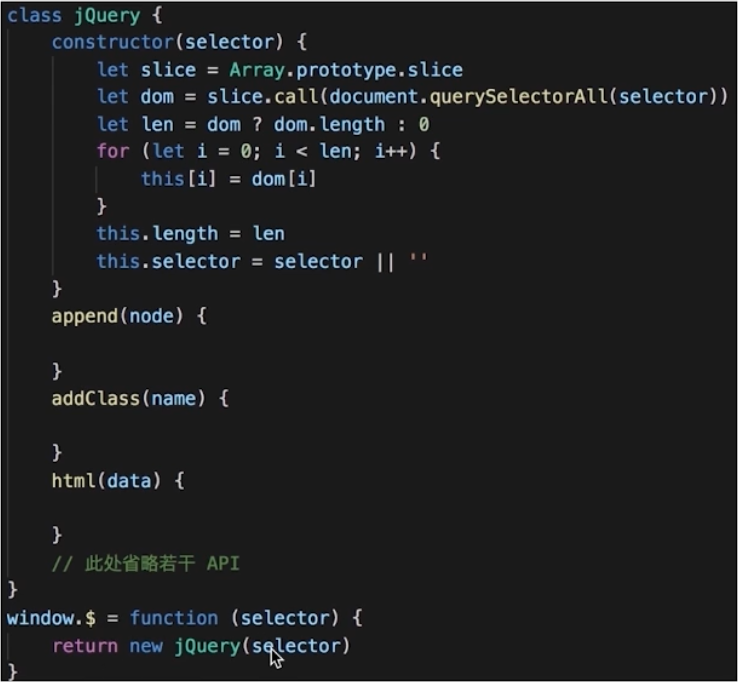 class jQuery {
    constructor(selector) {
        let slice = Array.prototype.slice
        let dom = slice.call(document.querySelectorAll(selector))
        let len = dom ? dom.length : 0
        for (let i = 0; i < len; i++) {
            this[i] = dom[i]
        }
        this.length = len
        this.selector = selector || ''
    }
    append(node) {

    }
    addClass(name) {

    }
    html(data) {

    }
    // 此处省略若干 API
}
window.$ = function (selector) {
    return new jQuery(selector)
}